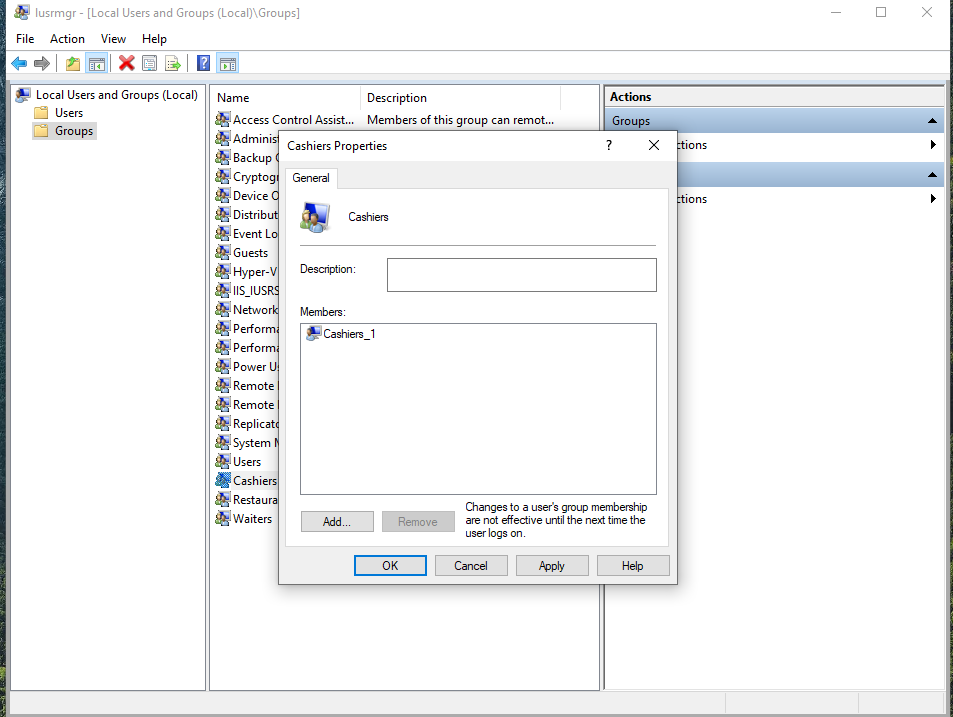 lusrmgr - [Local Users and Groups (Local)\Groups]
File Action View Help
Local Users and Groups (Local)
Users
Groups
Name Description
Access Control Assist... Members of this group can remot...
Adminis
Backup
Cryptog
Device O
Distribut
Event Lo
Guests
Hyper-V
IIS_IUSRS
Network
Performa
Performa
Power Us
Remote
Remote
Replicato
System M
Users
Cashiers
Restaura
Waiters
Actions
Groups
ctions
ctions
Cashiers Properties ?
General
Cashiers
Description:
Members:
Cashiers_1
Add... Remove
Changes to a user's group membership
are not effective until the next time the
user logs on.
OK Cancel Apply Help